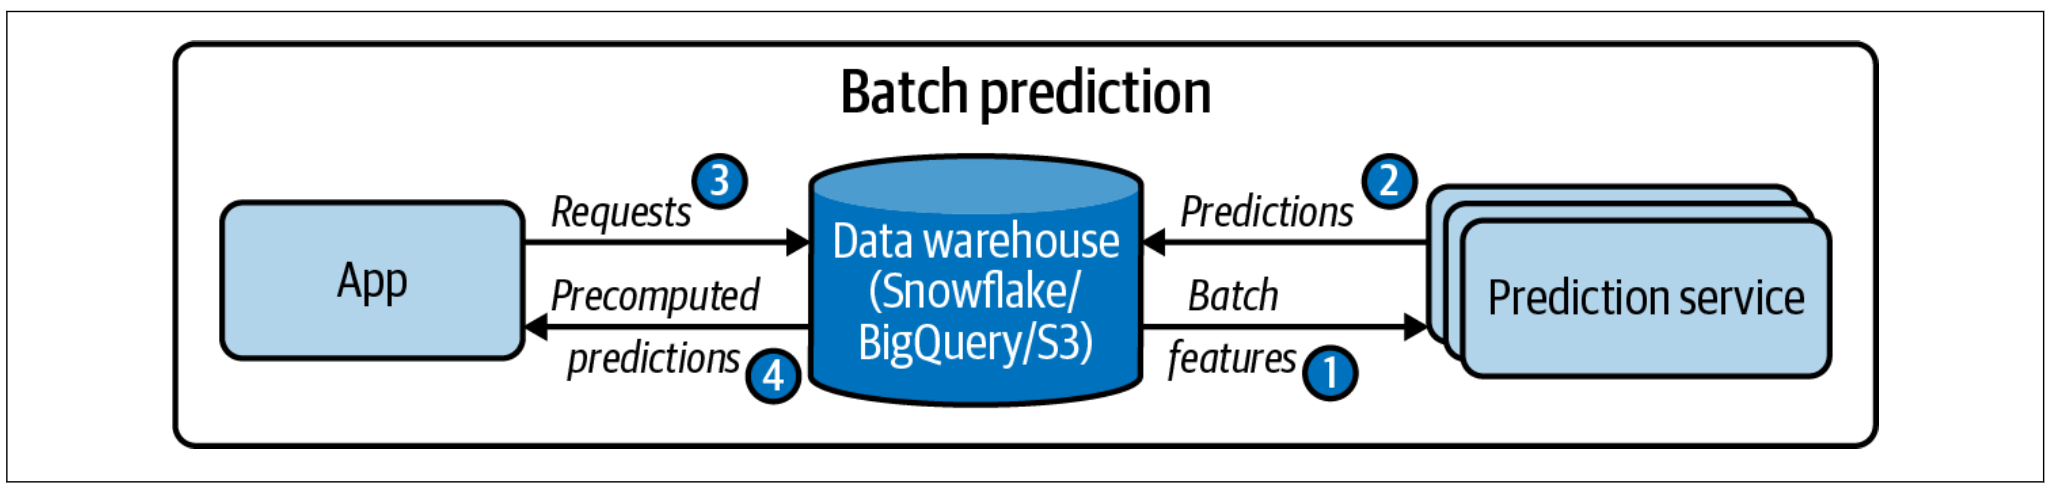 Batch prediction
App
Requests
3
Precomputed
predictions
4
Data warehouse
(Snowflake/
BigQuery/S3)
Predictions
2
Batch
features
1
Prediction service